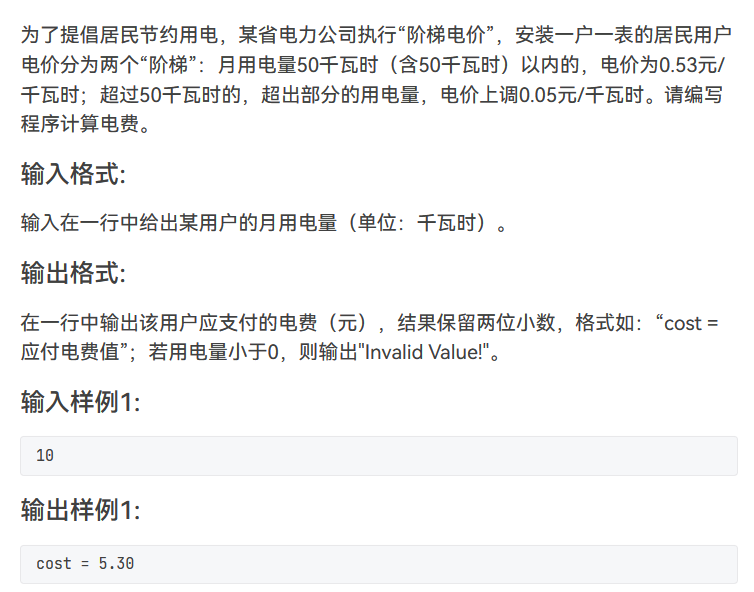 为了提倡居民节约用电，某省电力公司执行“阶梯电价”，安装一户一表的居民用户
电价分为两个“阶梯”：月用电量50千瓦时（含50千瓦时）以内的，电价为0.53元/
千瓦时；超过50千瓦时的，超出部分的用电量，电价上调0.05元/千瓦时。请编写
程序计算电费。
输入格式:
输入在一行中给出某用户的月用电量（单位：千瓦时）。
输出格式:
在一行中输出该用户应支付的电费（元），结果保留两位小数，格式如：“cost =
应付电费值”；若用电量小于0，则输出"Invalid Value!"。
输入样例1:
10
输出样例1:
cost = 5.30